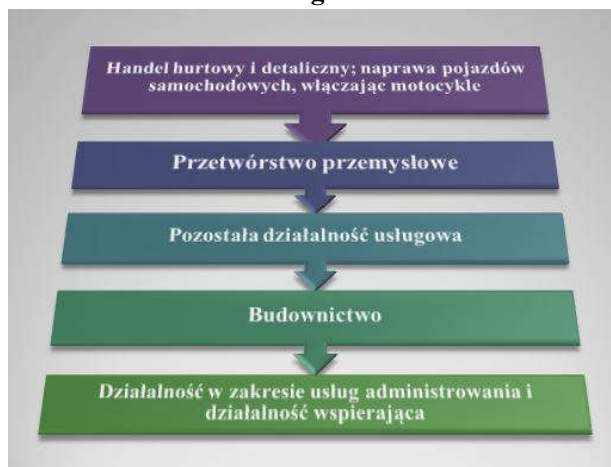 Handel hurtowy i detaliczny; naprawa pojazdów
samochodowych, włączając motocykle
Przetwórstwo przemysłowe
Pozostała działalność usługowa
Budownictwo
Działalność w zakresie usług administrowania i
działalność wspierająca